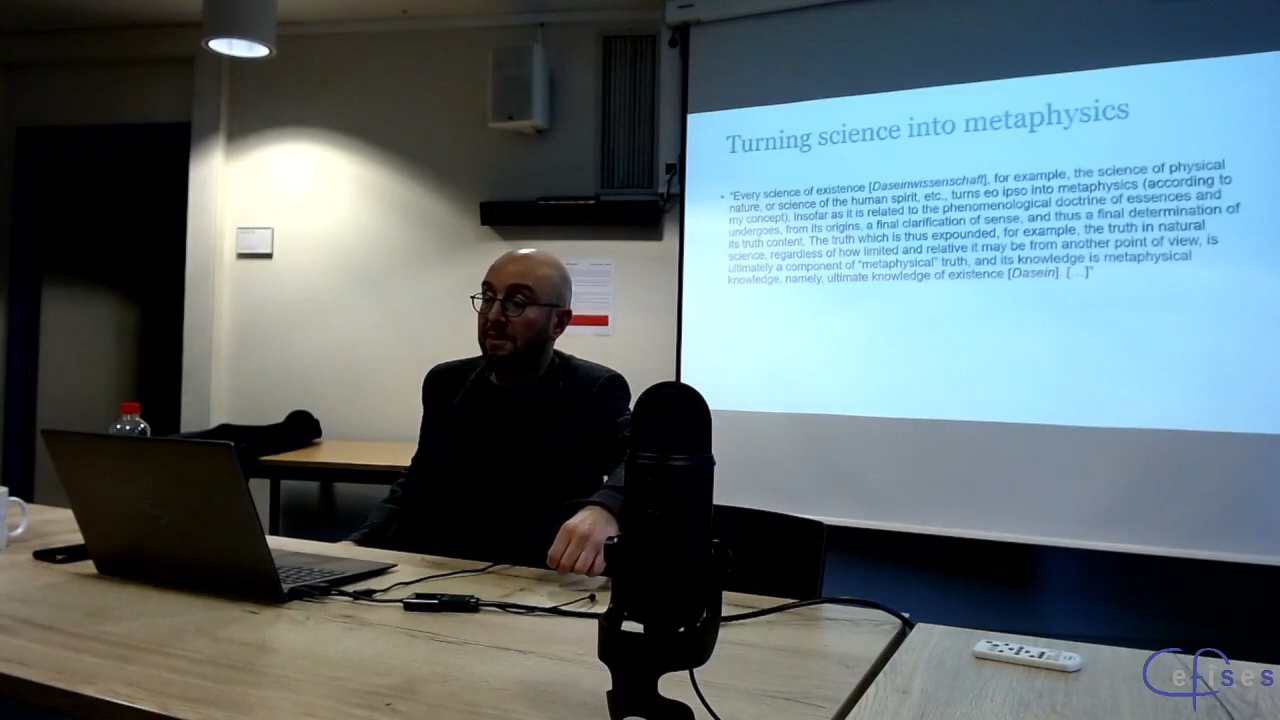 Turning science into metaphysics
• “Every science of existence [Daseinwissenschaft], for example, the science of physical
nature, or science of the human spirit, etc., turns eo ipso into metaphysics (according to
my concept), insofar as it is related to the phenomenological doctrine of essences and
undergoes, from its origins, a final clarification of sense, and thus a final determination of
its truth content. The truth which is thus expounded, for example, the truth in natural
science, regardless of how limited and relative it may be from another point of view, is
ultimately a component of “metaphysical” truth, and its knowledge is metaphysical
knowledge, namely, ultimate knowledge of existence [Dasein]. […]”
Cefises